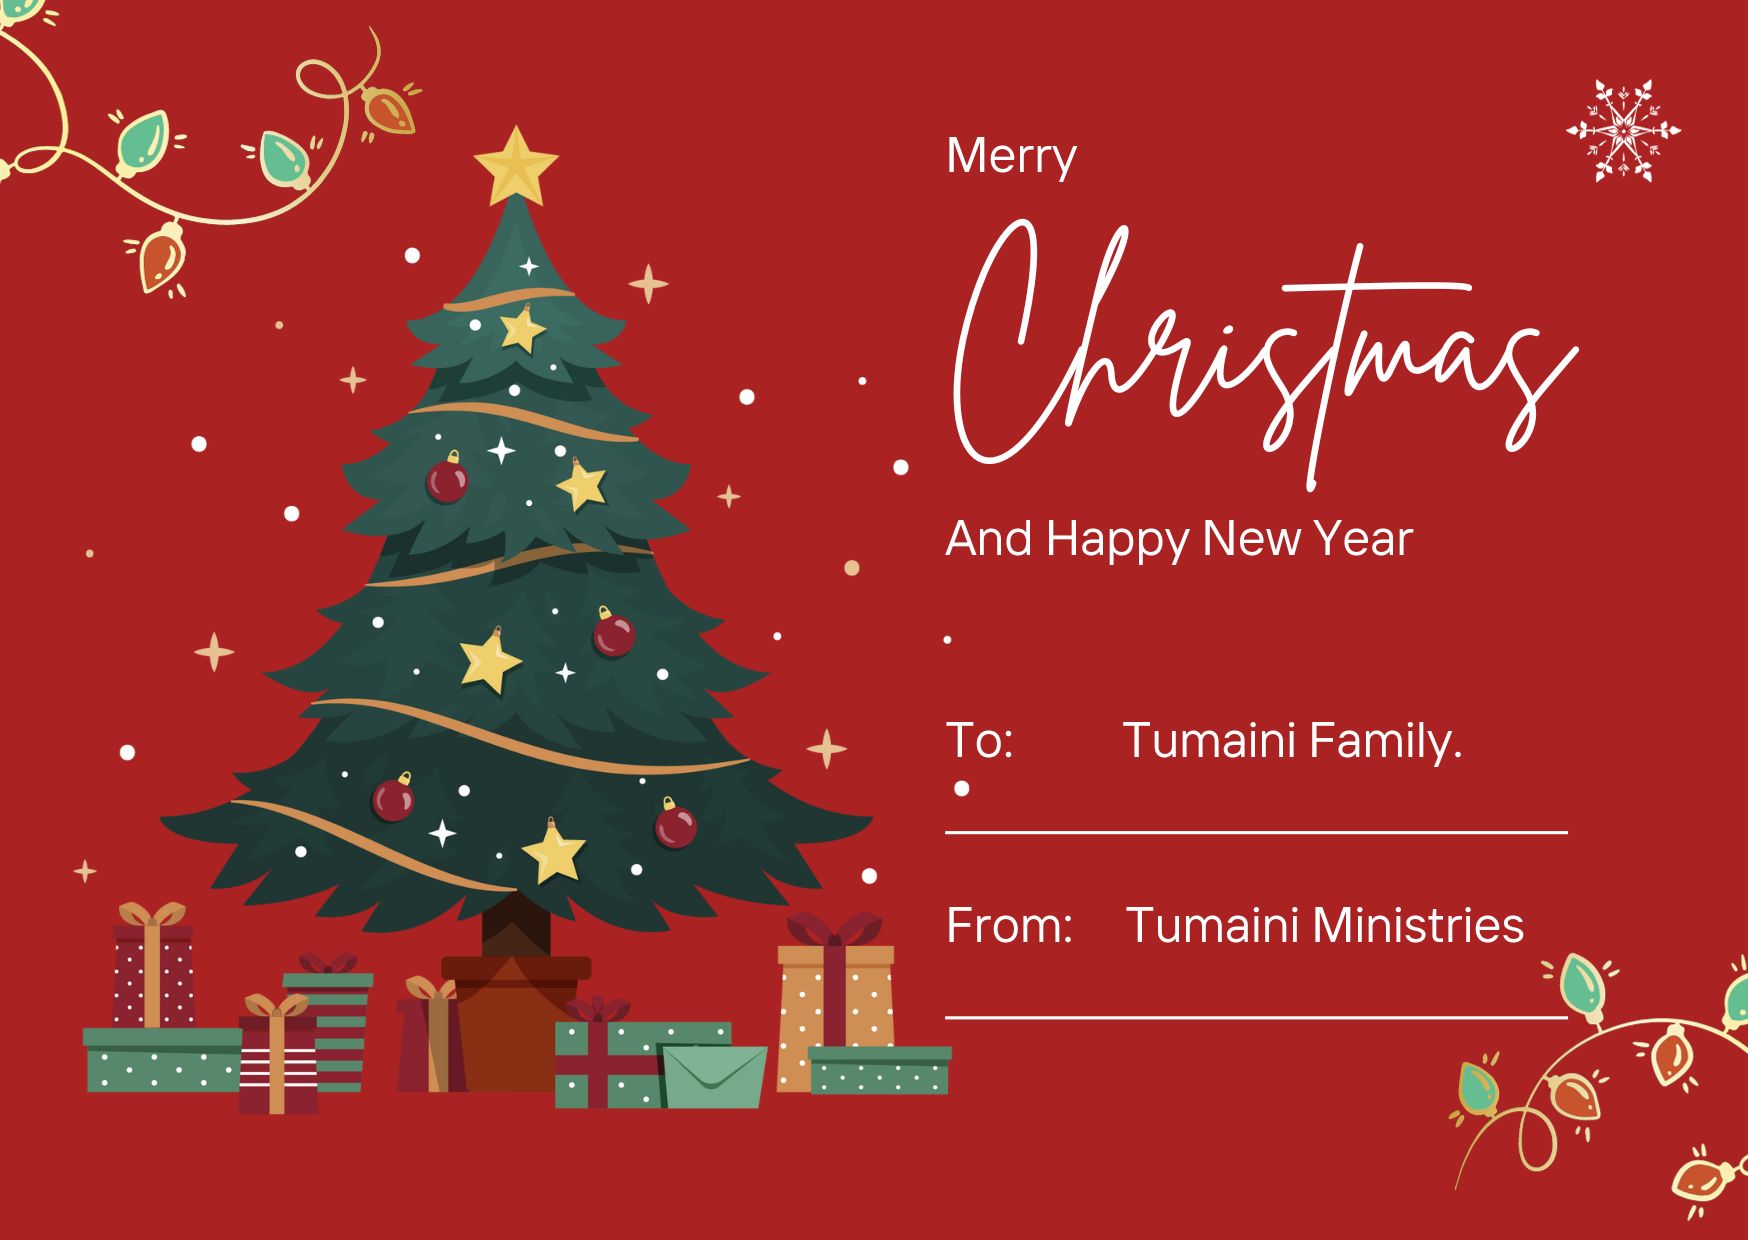 Merry
Christmas
And Happy New Year
To: Tumaini Family.
From: Tumaini Ministries